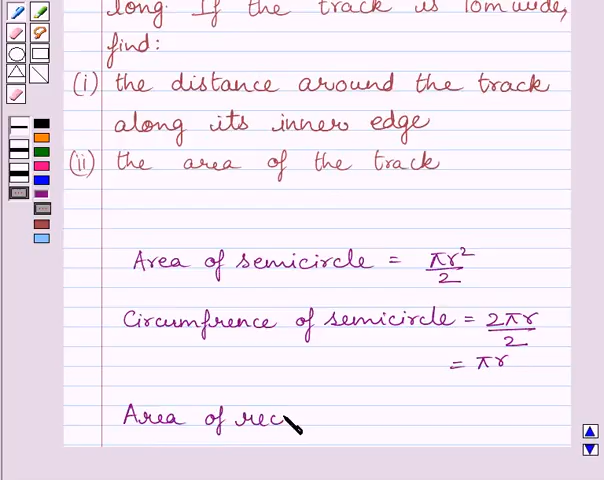 long. If the track is 10m wide,
find:
(i) the distance around the track
along its inner edge
(ii) the area of the track
Area of semicircle = πr²/2
Circumfrence of semicircle = 2πr/2
= πr
Area of rec